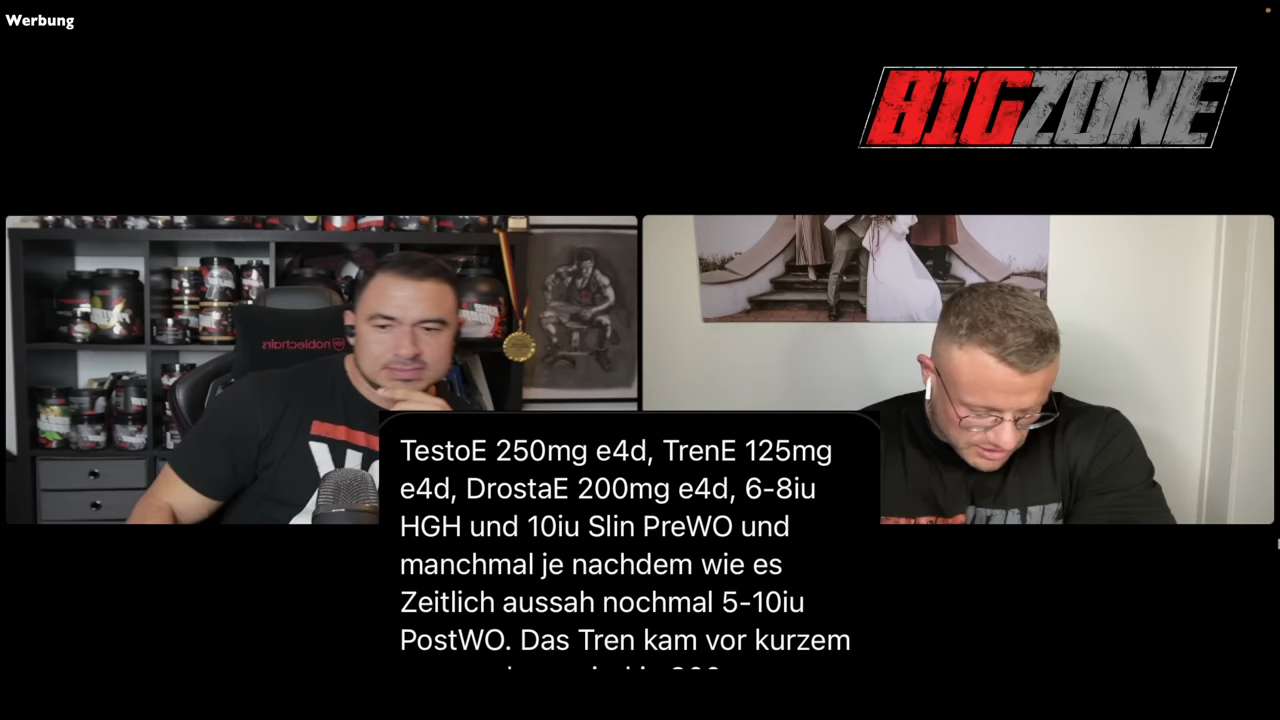 Werbung
BIGZONE
noblechairs
TestoE 250mg e4d, TrenE 125mg
e4d, DrostaE 200mg e4d, 6-8iu
HGH und 10iu Slin PreWO und
manchmal je nachdem wie es
Zeitlich aussah nochmal 5-10iu
PostWO. Das Tren kam vor kurzem